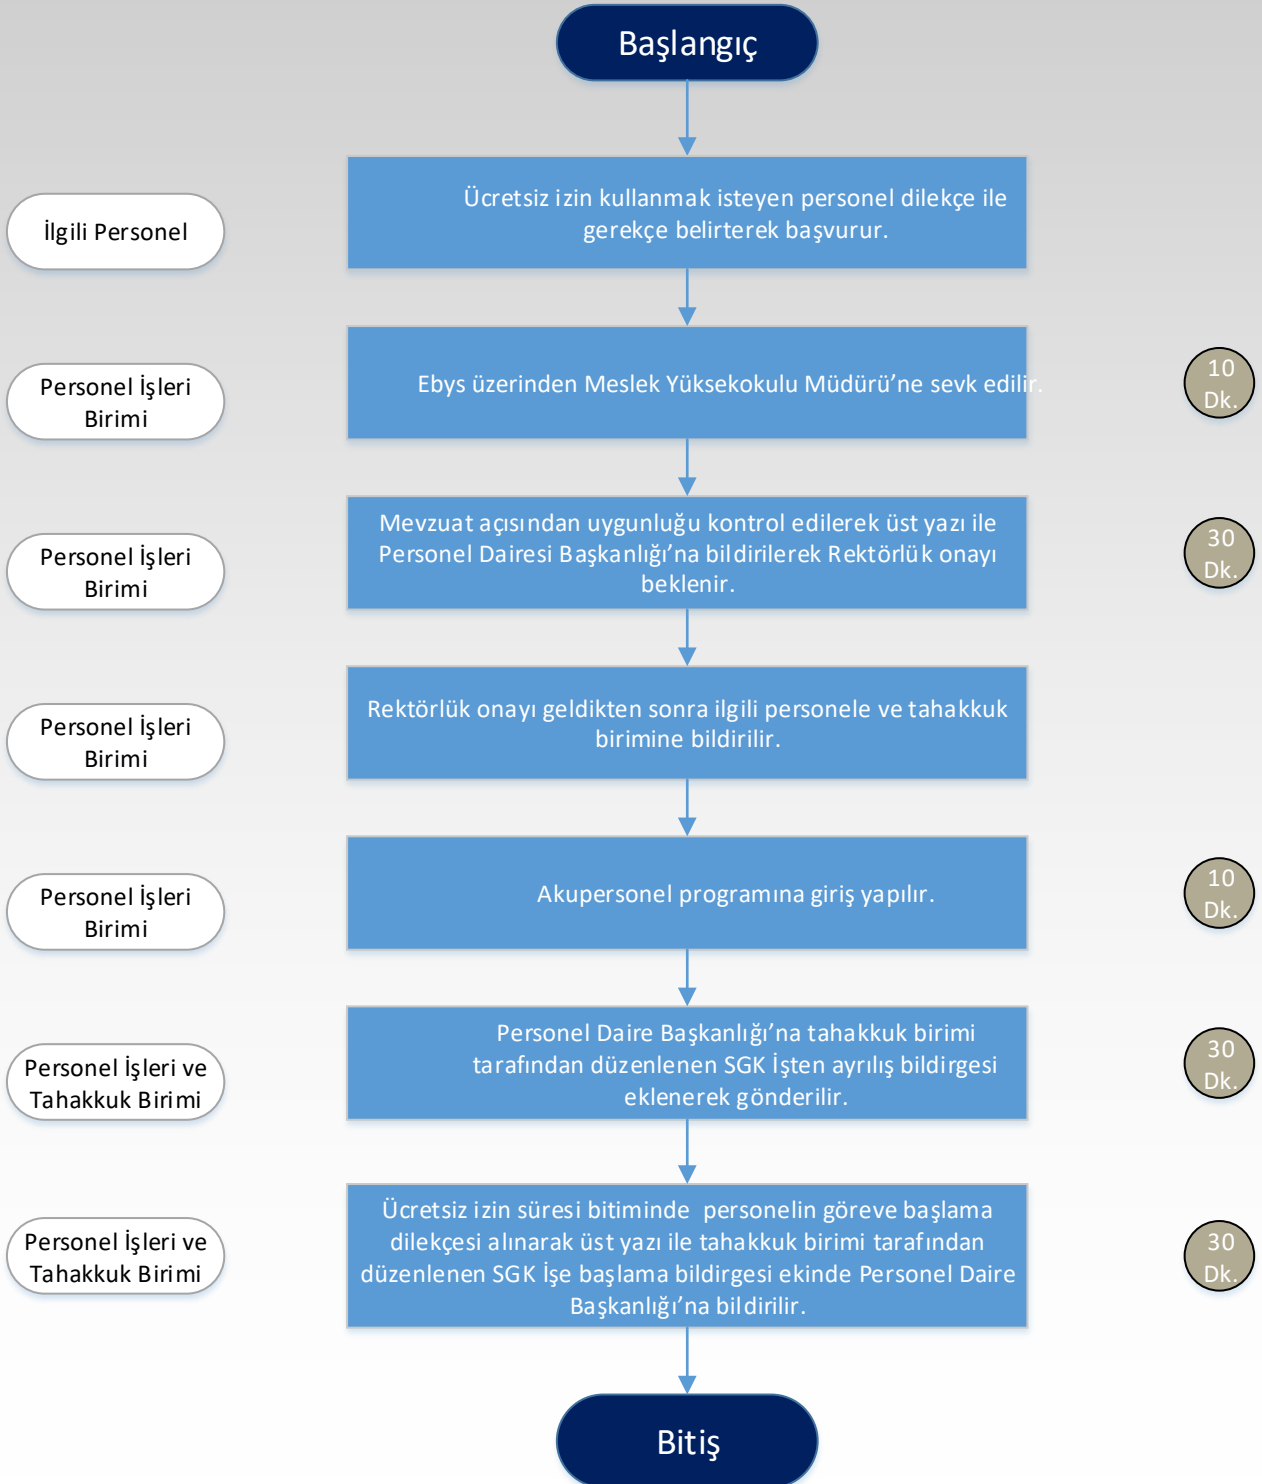 Başlangıç
İlgili Personel
Ücretsiz izin kullanmak isteyen personel dilekçe ile
gerekçe belirterek başvurur.
Personel İşleri
Birimi
Ebys üzerinden Meslek Yüksekokulu Müdürü’ne sevk edilir.
10
Dk.
Personel İşleri
Birimi
Mevzuat açısından uygunluğu kontrol edilerek üst yazı ile
Personel Dairesi Başkanlığı’na bildirilerek Rektörlük onayı
beklenir.
30
Dk.
Personel İşleri
Birimi
Rektörlük onayı geldikten sonra ilgili personele ve tahakkuk
birimine bildirilir.
Personel İşleri
Birimi
Akupersonel programına giriş yapılır.
10
Dk.
Personel İşleri ve
Tahakkuk Birimi
Personel Daire Başkanlığı’na tahakkuk birimi
tarafından düzenlenen SGK İşten ayrılış bildirgesi
eklenerek gönderilir.
30
Dk.
Personel İşleri ve
Tahakkuk Birimi
Ücretsiz izin süresi bitiminde personelin göreve başlama
dilekçesi alınarak üst yazı ile tahakkuk birimi tarafından
düzenlenen SGK İşe başlama bildirgesi ekinde Personel Daire
Başkanlığı’na bildirilir.
30
Dk.
Bitiş